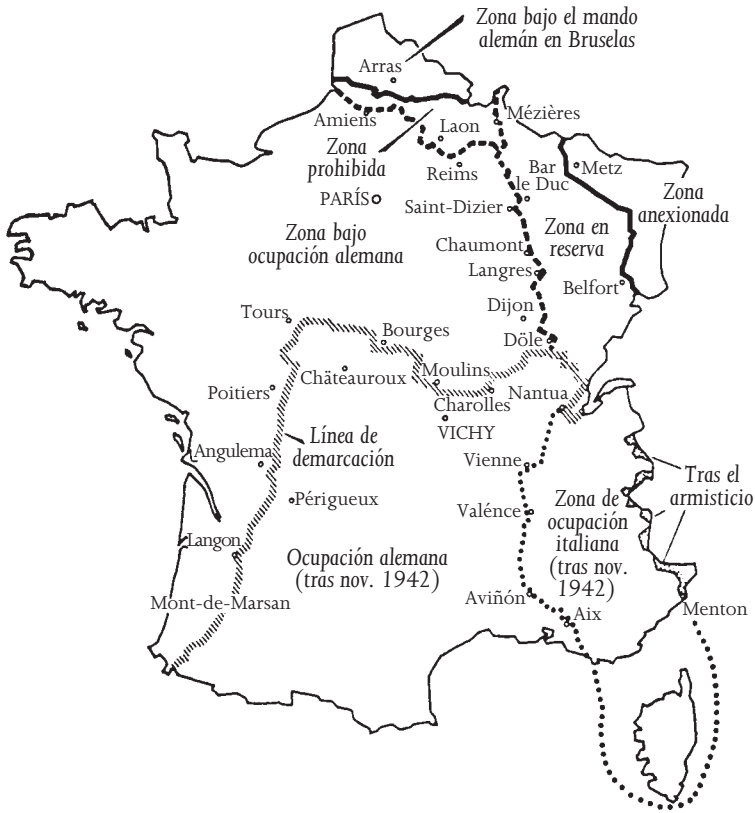 Zona bajo el mando
alemán en Bruselas
Arras
Amiens
Mézières
Laon
Zona
prohibida
Reims
Bar
le Duc
Metz
PARÍS
Saint-Dizier
Zona
anexionada
Zona bajo
ocupación alemana
Zona en
reserva
Chaumont
Langres
Belfort
Dijon
Tours
Bourges
Döle
Châteauroux
Moulins
Poitiers
Charolles
Nantua
VICHY
Línea de
demarcación
Angulema
Vienne
Tras el
armisticio
Périgueux
Valénce
Zona de
ocupación
italiana
(tras nov.
1942)
Langon
Ocupación alemana
(tras nov. 1942)
Mont-de-Marsan
Aviñón
Aix
Menton